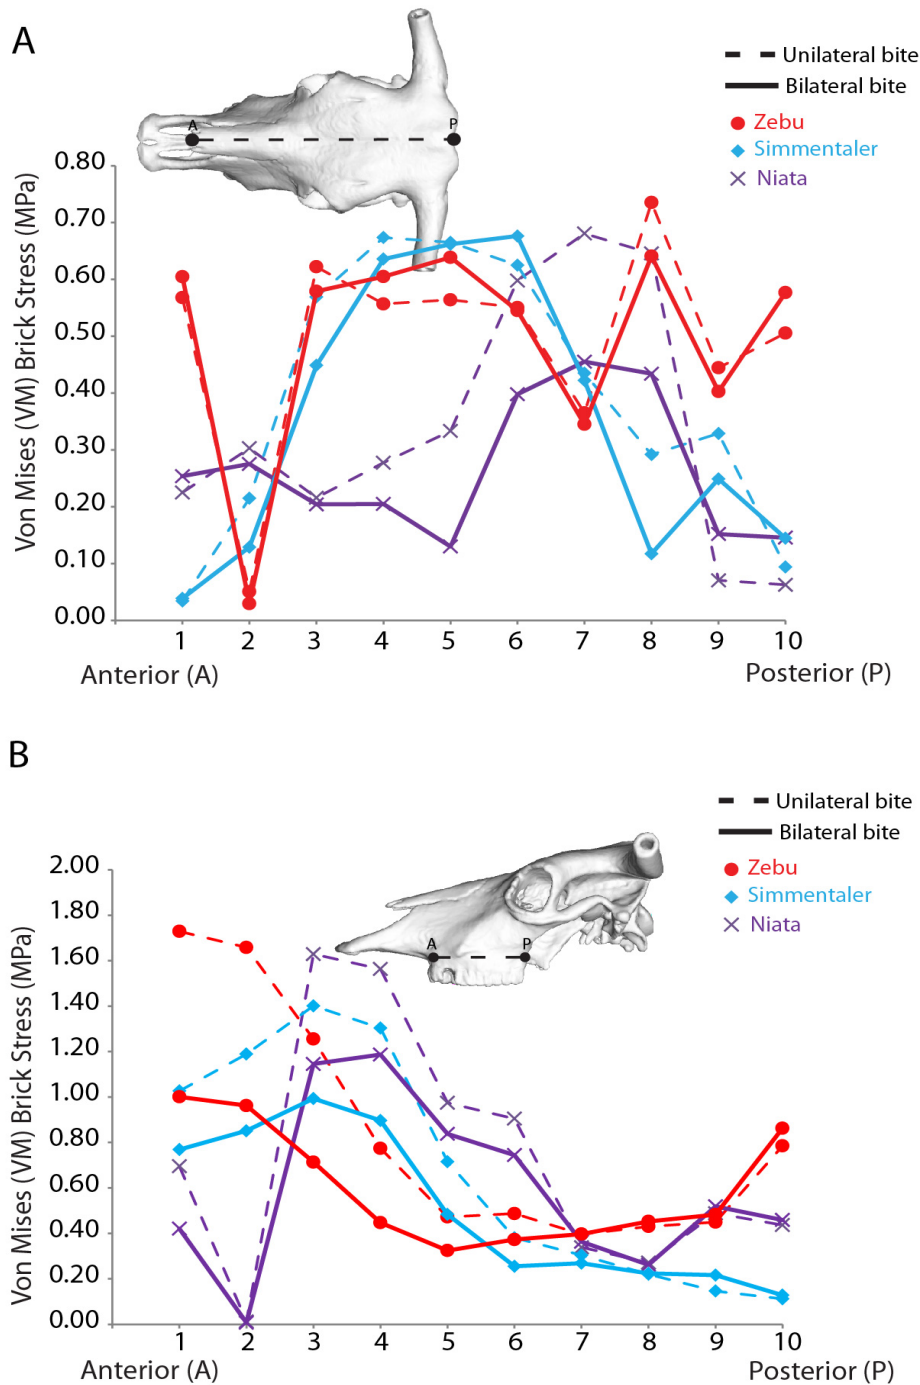 A
Unilateral bite
Bilateral bite
Zebu
Simmentaler
Niata
A
P
Von Mises (VM) Brick Stress (MPa)
0.80
0.70
0.60
0.50
0.40
0.30
0.20
0.10
0.00
1 2 3 4 5 6 7 8 9 10
Anterior (A)
Posterior (P)
B
Unilateral bite
Bilateral bite
Zebu
Simmentaler
Niata
A
P
Von Mises (VM) Brick Stress (MPa)
2.00
1.80
1.60
1.40
1.20
1.00
0.80
0.60
0.40
0.20
0.00
1 2 3 4 5 6 7 8 9 10
Anterior (A)
Posterior (P)